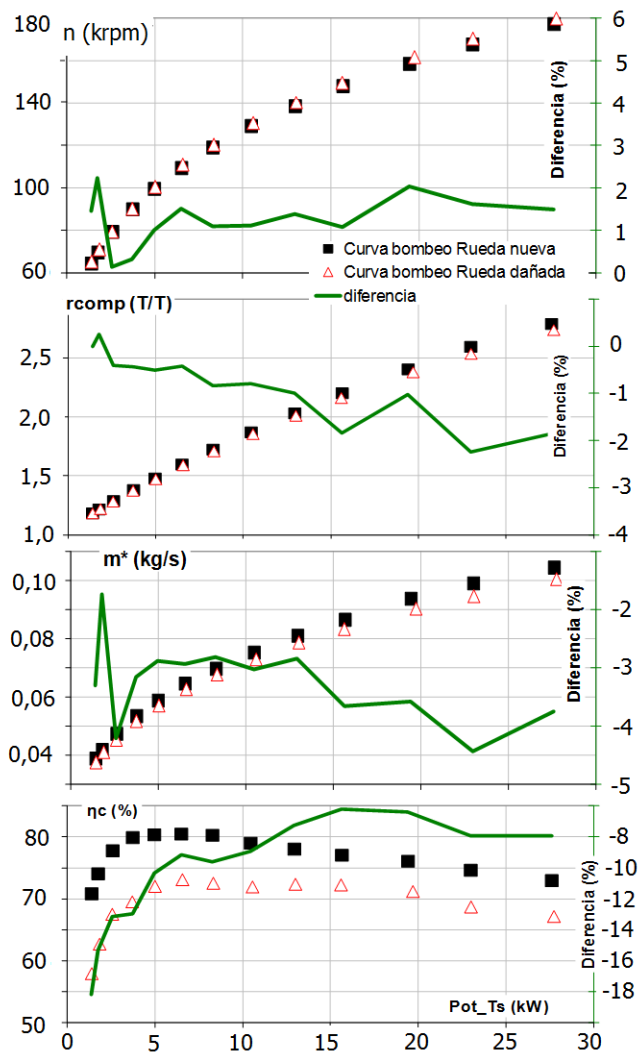 n (krpm)
180
140
100
60
6
5
4
3
2
1
0
Diferencia (%)
Curva bombeo Rueda nueva
Curva bombeo Rueda dañada
diferencia
rcomp (T/T)
2,5
2,0
1,5
1,0
0
-1
-2
-3
-4
Diferencia (%)
m* (kg/s)
0,10
0,08
0,06
0,04
-2
-3
-4
-5
Diferencia (%)
ηc (%)
80
70
60
50
-8
-10
-12
-14
-16
-18
Diferencia (%)
Pot_Ts (kW)
0 5 10 15 20 25 30